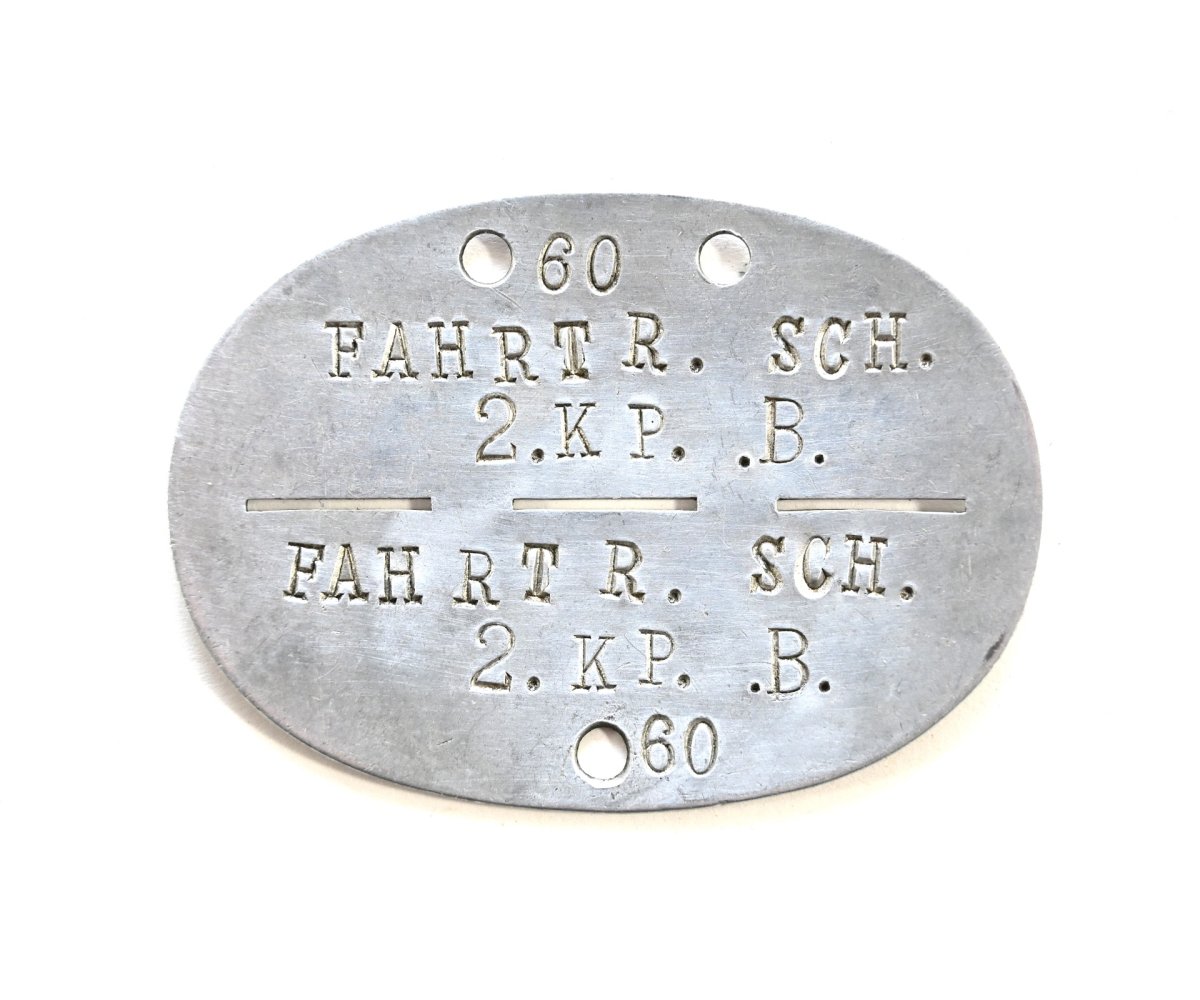 60
FAHRTR. SCH.
2.KP. .B.
FAHRTR. SCH.
2.KP. .B.
60